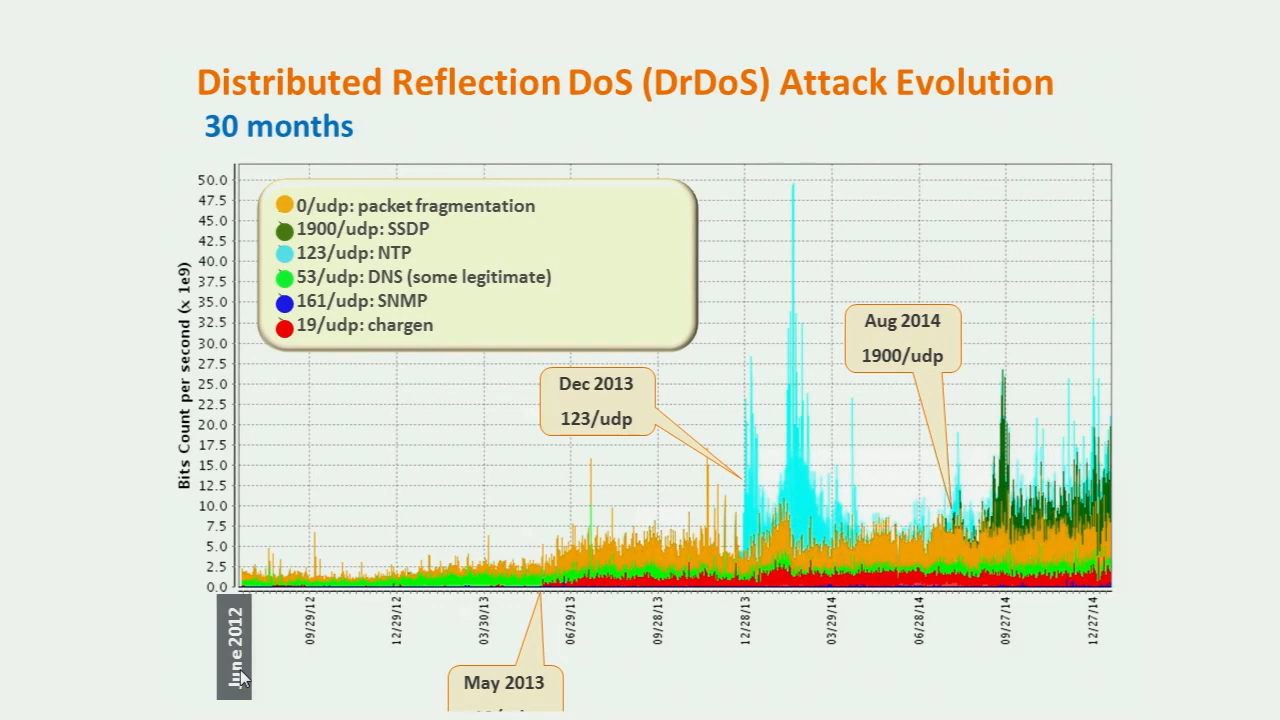 Distributed Reflection DoS (DrDoS) Attack Evolution
30 months
Bits Count per second (x 1e9)
50.0
47.5
45.0
42.5
40.0
37.5
35.0
32.5
30.0
27.5
25.0
22.5
20.0
17.5
15.0
12.5
10.0
7.5
5.0
2.5
0.0
0/udp: packet fragmentation
1900/udp: SSDP
123/udp: NTP
53/udp: DNS (some legitimate)
161/udp: SNMP
19/udp: chargen
Dec 2013
123/udp
Aug 2014
1900/udp
June 2012
09/29/12
12/29/12
03/30/13
06/29/13
09/28/13
12/28/13
03/29/14
06/28/14
09/27/14
12/27/14
May 2013